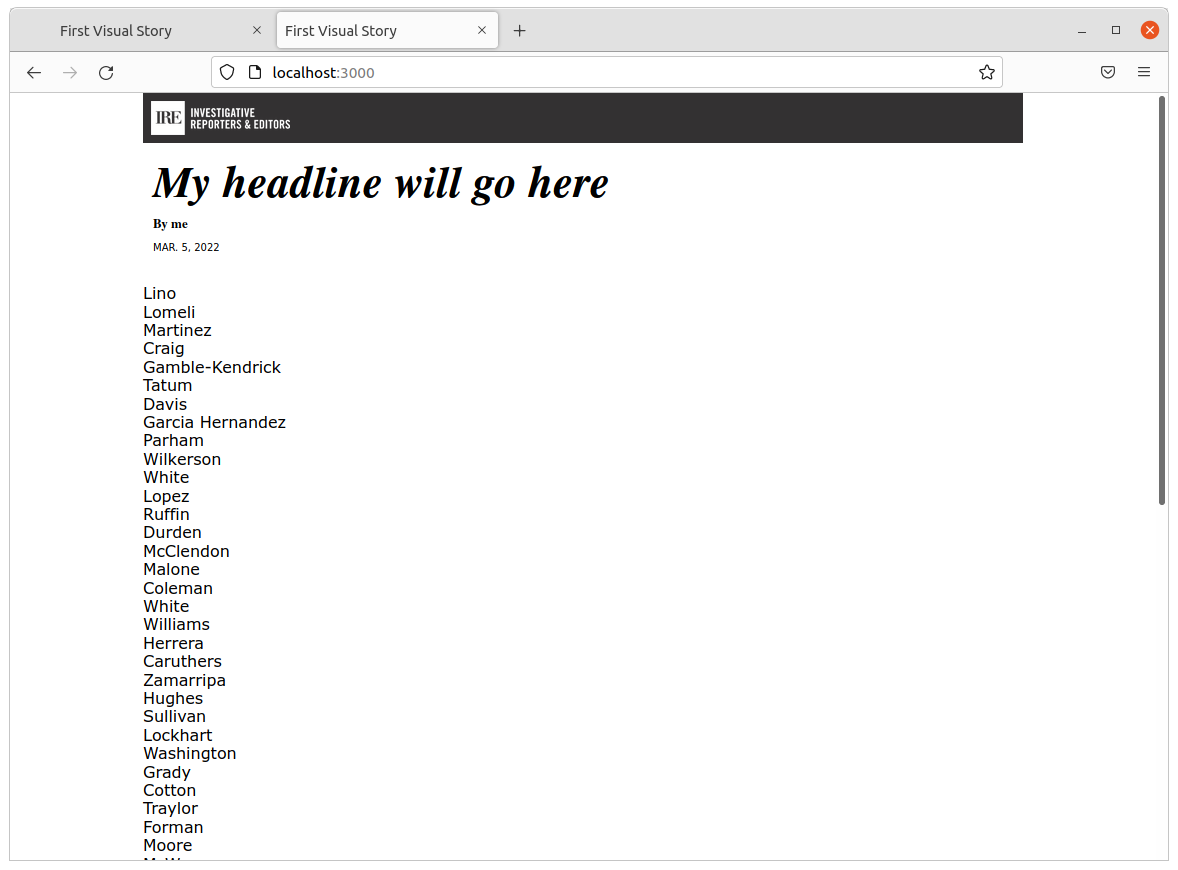 First Visual Story
First Visual Story
localhost:3000
IRE INVESTIGATIVE
REPORTERS & EDITORS
My headline will go here
By me
MAR. 5, 2022
Lino
Lomeli
Martinez
Craig
Gamble-Kendrick
Tatum
Davis
Garcia Hernandez
Parham
Wilkerson
White
Lopez
Ruffin
Durden
McClendon
Malone
Coleman
White
Williams
Herrera
Caruthers
Zamarripa
Hughes
Sullivan
Lockhart
Washington
Grady
Cotton
Traylor
Forman
Moore